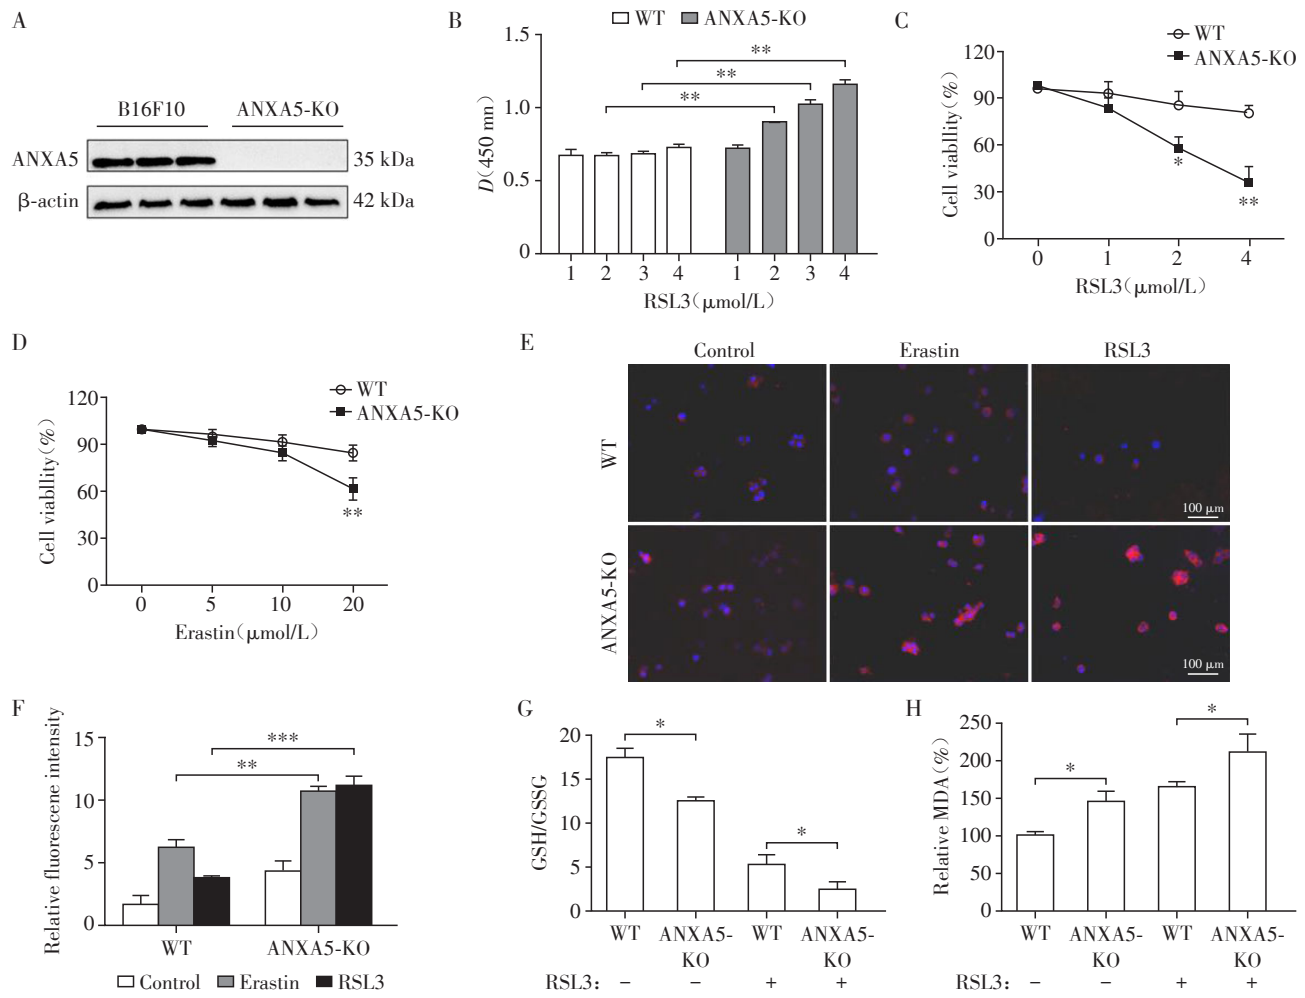 A
B16F10 ANXA5-KO
ANXA5 35 kDa
β-actin 42 kDa
B
WT ANXA5-KO
1.5
1.0
0.5
0
D(450 mn)
** 
**
**
1 2 3 4 1 2 3 4
RSL3(μmol/L)
C
WT
ANXA5-KO
120
90
60
30
0
Cell viabllity(%)
*
**
0 1 2 4
RSL3(μmol/L)
D
WT
ANXA5-KO
120
90
60
30
0
Cell viabllity(%)
**
0 5 10 20
Erastin(μmol/L)
E
Control Erastin RSL3
WT
100 μm
ANXA5-KO
100 μm
F
Relative fluorescene intensity
15
10
5
0
***
**
WT ANXA5-KO
Control Erastin RSL3
G
GSH/GSSG
20
15
10
5
0
*
*
WT ANXA5- WT ANXA5-
KO KO
RSL3: − − + +
H
Relative MDA(%)
250
200
150
100
50
0
*
*
WT ANXA5- WT ANXA5-
KO KO
RSL3: − − + +